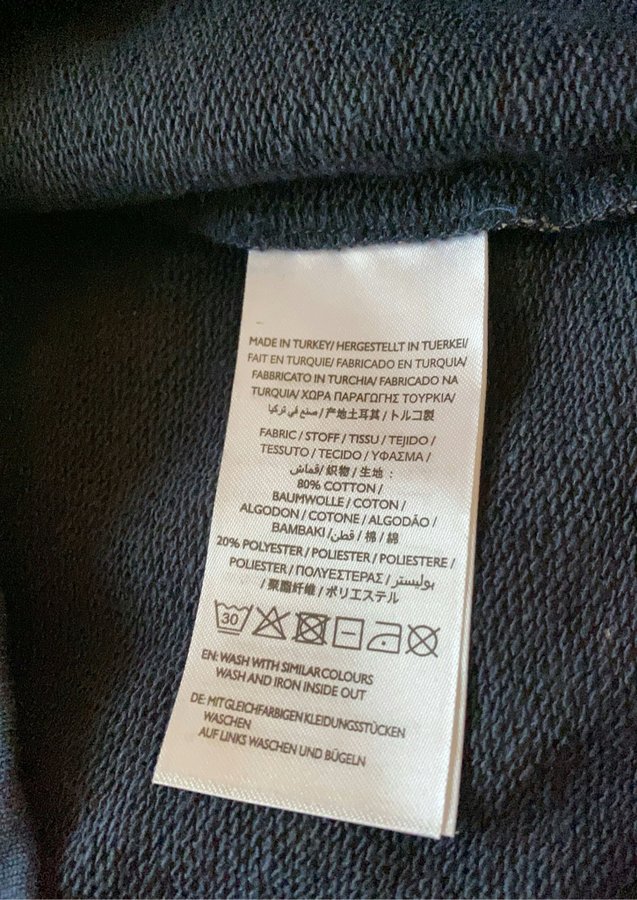 MADE IN TURKEY/ HERGESTELLT IN TUERKEI/
FAIT EN TURQUIE/ FABRICADO EN TURQUIA/
FABBRICATO IN TURCHIA/ FABRICADO NA
TURQUIA/ ΧΩΡΑ ΠΑΡΑΓΩΓΗΣ ΤΟΥΡΚΙΑ/
صنع في تركيا / 产地土耳其 / トルコ製
FABRIC / STOFF / TISSU / TEJIDO /
TESSUTO / TECIDO / ΥΦΑΣΜΑ /
قماش/ 织物 / 生地 :
80% COTTON /
BAUMWOLLE / COTON /
ALGODON / COTONE / ALGODÃO /
BAMBAKI / قطن/ 棉 / 綿
20% POLYESTER / POLIESTER / POLIESTERE /
POLIESTER / ΠΟΛΥΕΣΤΕΡΑΣ / بوليستر
/ 聚脂纤维 / ポリエステル
30
EN: WASH WITH SIMILAR COLOURS
WASH AND IRON INSIDE OUT
DE: MIT GLEICHFARBIGEN KLEIDUNGSSTÜCKEN
WASCHEN
AUF LINKS WASCHEN UND BÜGELN